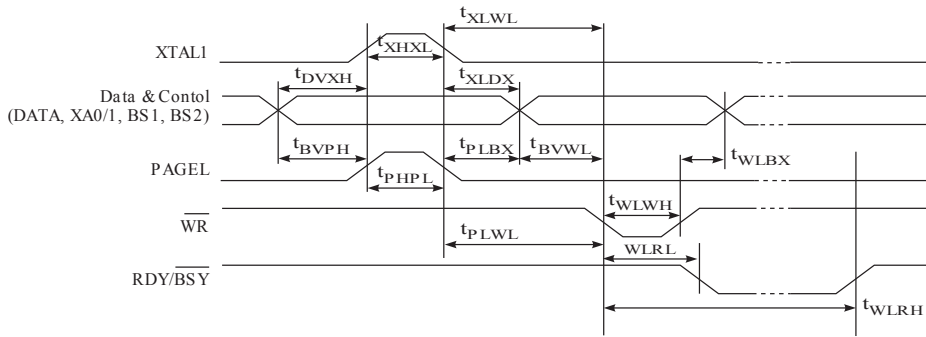 tXLWL
XTAL1
tXHXL
tDVXH
tXLDX
Data & Contol
(DATA, XA0/1, BS1, BS2)
tBVPH
tPLBX
tBVWL
tWLBX
PAGEL
tPHPL
tWLWH
WR
tPLWL
WLRL
RDY/BSY
tWLRH